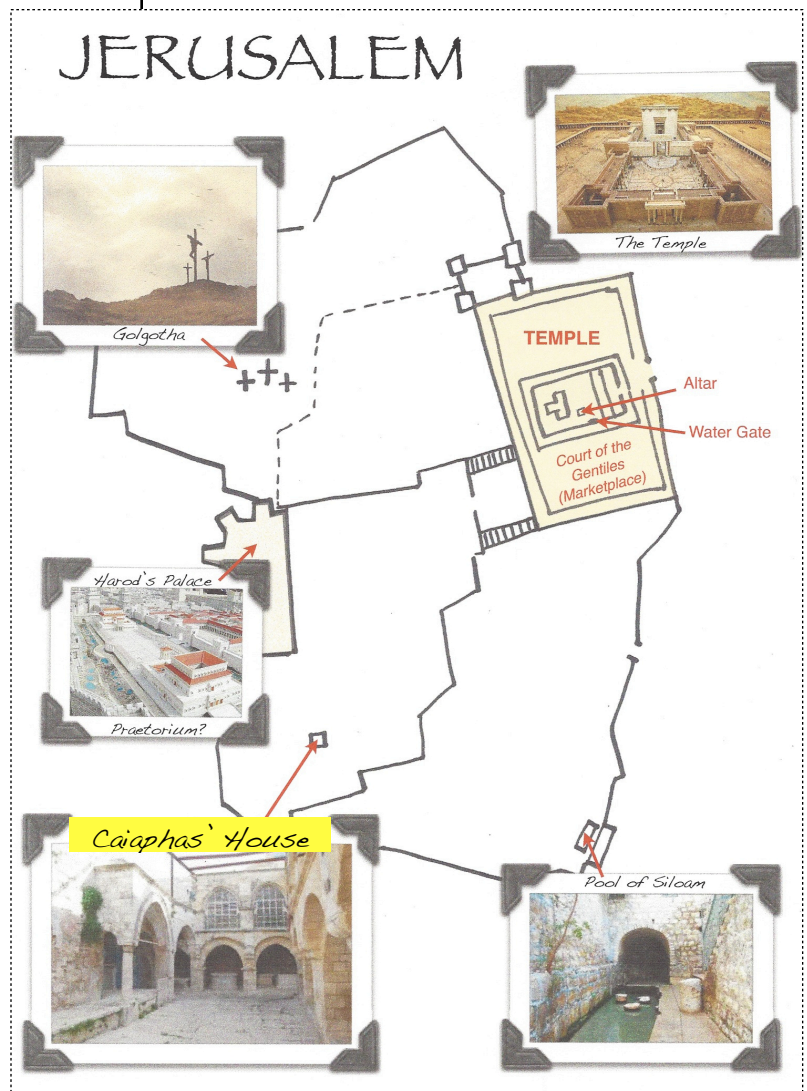 JERUSALEM
The Temple
Golgotha
TEMPLE
Altar
Water Gate
Court of the
Gentiles
(Marketplace)
Harod's Palace
Praetorium?
Caiaphas' House
Pool of Siloam